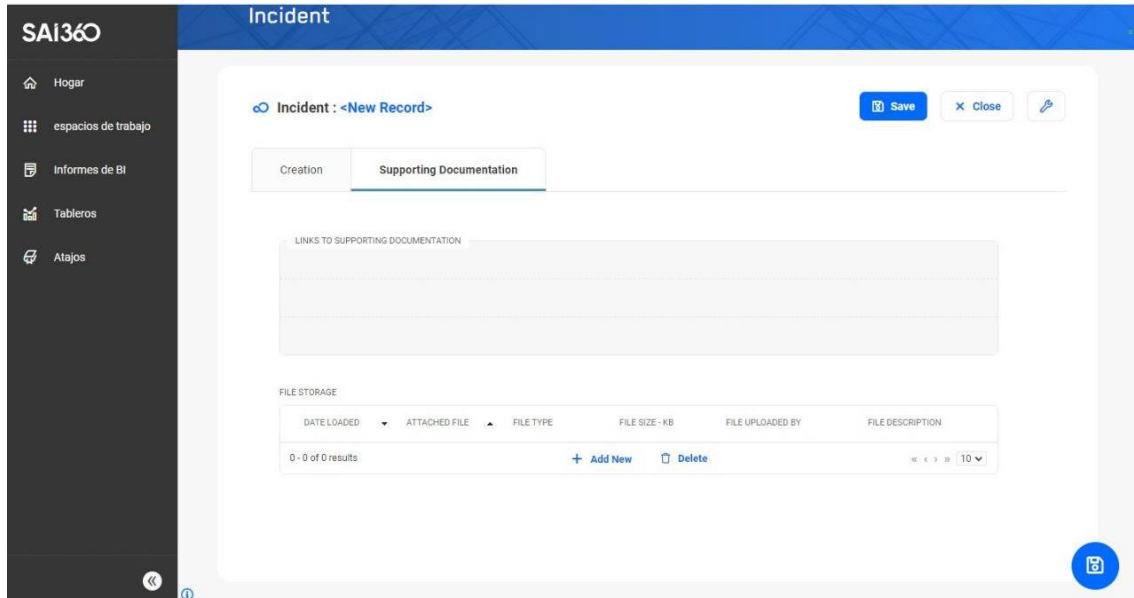 SAI360
Hogar
espacios de trabajo
Informes de BI
Tableros
Atajos
Incident
Incident : <New Record>
Save
Close
Creation
Supporting Documentation
LINKS TO SUPPORTING DOCUMENTATION
FILE STORAGE
DATE LOADED ATTACHED FILE FILE TYPE FILE SIZE - KB FILE UPLOADED BY FILE DESCRIPTION
0 - 0 of 0 results + Add New Delete « ‹ › » 10